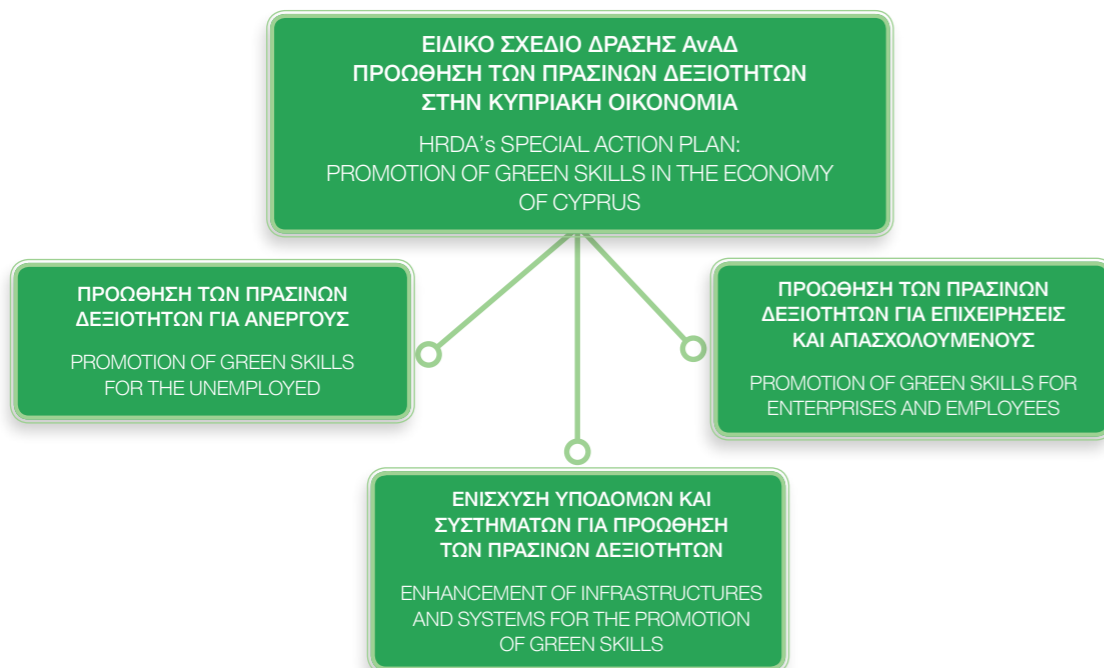 ΕΙΔΙΚΟ ΣΧΕΔΙΟ ΔΡΑΣΗΣ ΑνΑΔ
ΠΡΟΩΘΗΣΗ ΤΩΝ ΠΡΑΣΙΝΩΝ ΔΕΞΙΟΤΗΤΩΝ
ΣΤΗΝ ΚΥΠΡΙΑΚΗ ΟΙΚΟΝΟΜΙΑ
HRDA's SPECIAL ACTION PLAN:
PROMOTION OF GREEN SKILLS IN THE ECONOMY
OF CYPRUS
ΠΡΟΩΘΗΣΗ ΤΩΝ ΠΡΑΣΙΝΩΝ
ΔΕΞΙΟΤΗΤΩΝ ΓΙΑ ΑΝΕΡΓΟΥΣ
PROMOTION OF GREEN SKILLS
FOR THE UNEMPLOYED
ΠΡΟΩΘΗΣΗ ΤΩΝ ΠΡΑΣΙΝΩΝ
ΔΕΞΙΟΤΗΤΩΝ ΓΙΑ ΕΠΙΧΕΙΡΗΣΕΙΣ
ΚΑΙ ΑΠΑΣΧΟΛΟΥΜΕΝΟΥΣ
PROMOTION OF GREEN SKILLS FOR
ENTERPRISES AND EMPLOYEES
ΕΝΙΣΧΥΣΗ ΥΠΟΔΟΜΩΝ ΚΑΙ
ΣΥΣΤΗΜΑΤΩΝ ΓΙΑ ΠΡΟΩΘΗΣΗ
ΤΩΝ ΠΡΑΣΙΝΩΝ ΔΕΞΙΟΤΗΤΩΝ
ENHANCEMENT OF INFRASTRUCTURES
AND SYSTEMS FOR THE PROMOTION
OF GREEN SKILLS